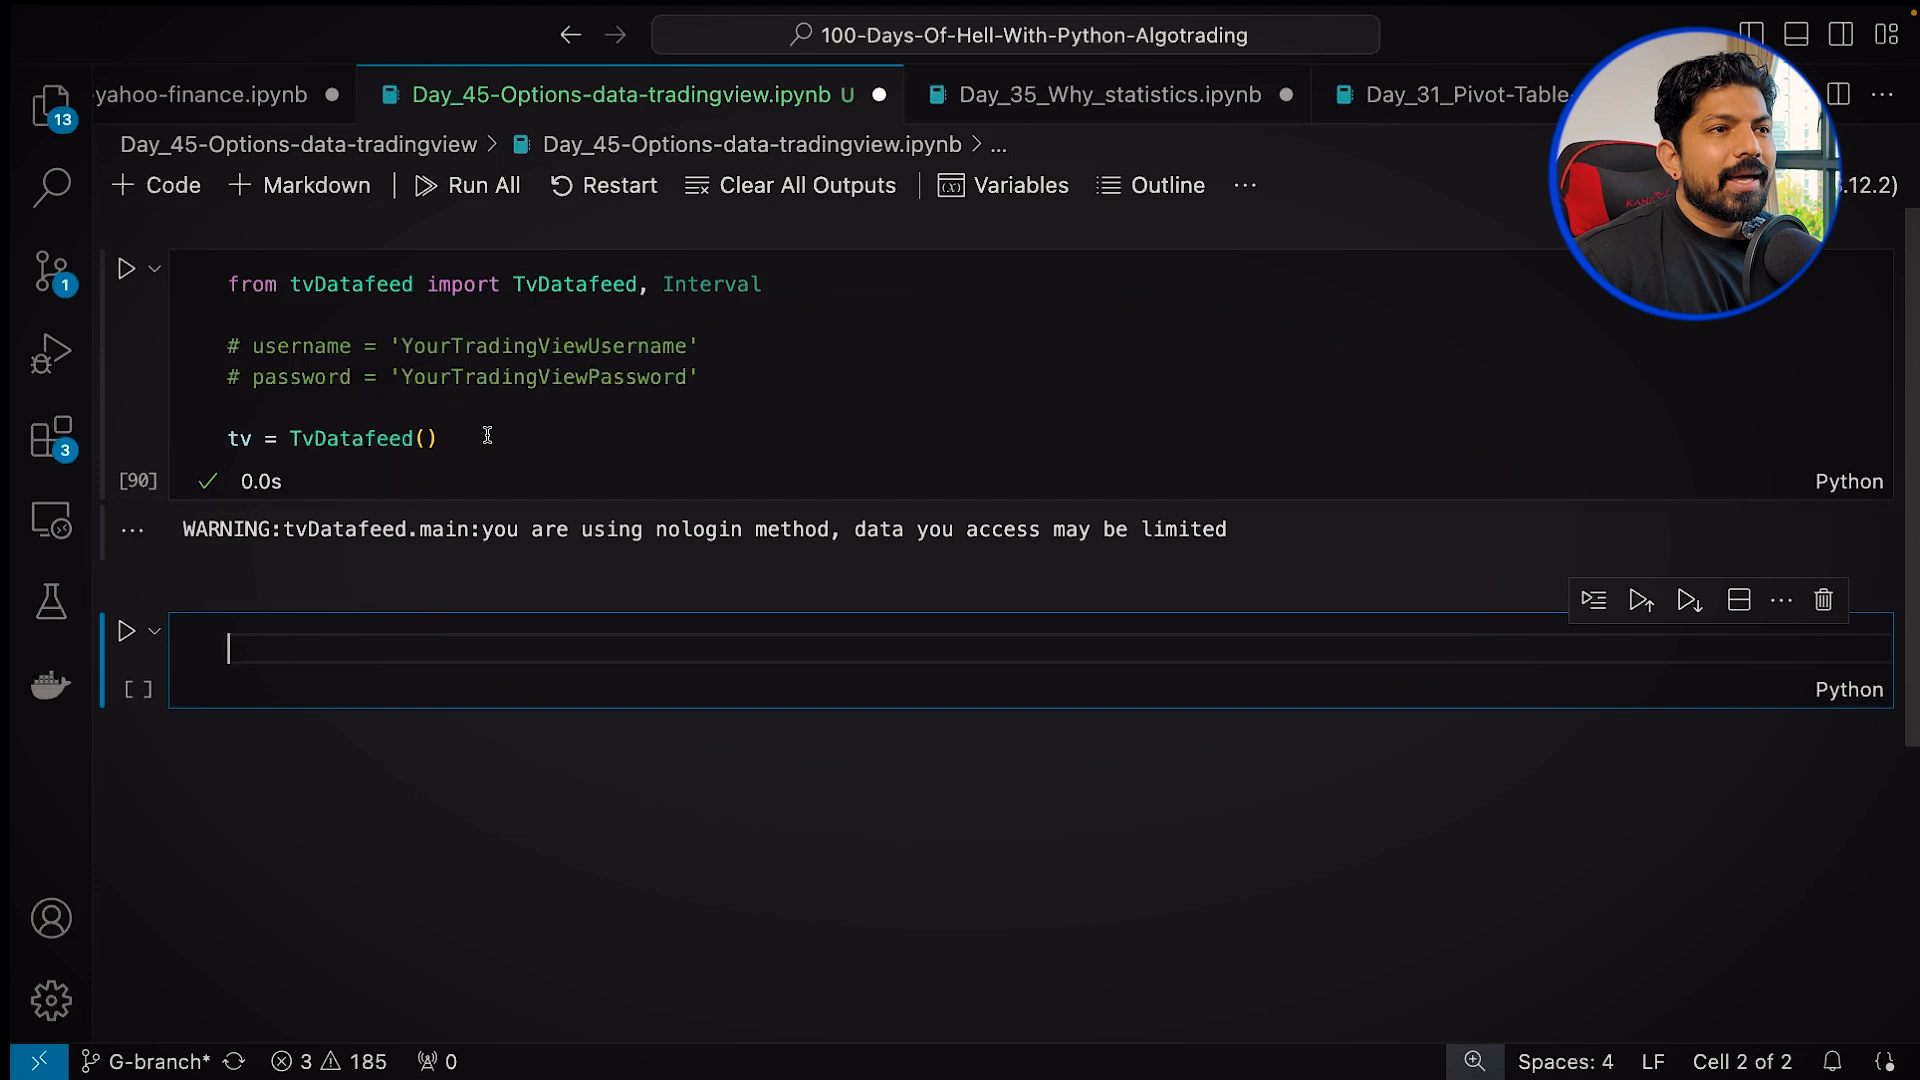 100-Days-Of-Hell-With-Python-Algotrading
-yahoo-finance.ipynb
Day_45-Options-data-tradingview.ipynb U
Day_35_Why_statistics.ipynb
Day_31_Pivot-Table-
Day_45-Options-data-tradingview > Day_45-Options-data-tradingview.ipynb > ...
+ Code + Markdown | Run All Restart Clear All Outputs | Variables Outline ...
.12.2)
13
1
3
from tvDatafeed import TvDatafeed, Interval
# username = 'YourTradingViewUsername'
# password = 'YourTradingViewPassword'
tv = TvDatafeed()
[90] ✓ 0.0s Python
... WARNING:tvDatafeed.main:you are using nologin method, data you access may be limited
[ ] Python
G-branch* 3 185 0 Spaces: 4 LF Cell 2 of 2